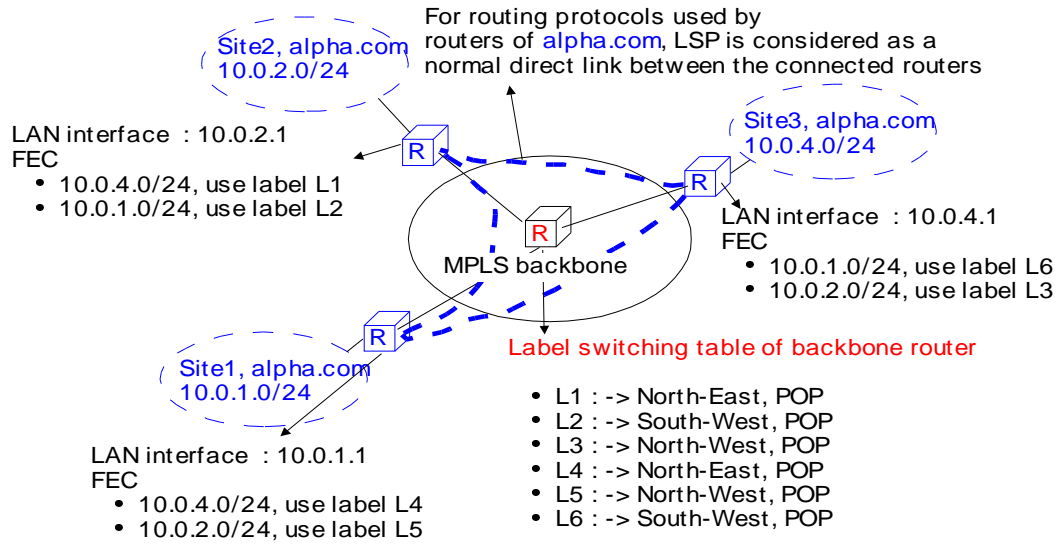 For routing protocols used by
routers of alpha.com, LSP is considered as a
normal direct link between the connected routers
Site2, alpha.com
10.0.2.0/24
LAN interface : 10.0.2.1
FEC
• 10.0.4.0/24, use label L1
• 10.0.1.0/24, use label L2
R
Site3, alpha.com
10.0.4.0/24
R
LAN interface : 10.0.4.1
FEC
• 10.0.1.0/24, use label L6
• 10.0.2.0/24, use label L3
R
MPLS backbone
R
Site1, alpha.com
10.0.1.0/24
LAN interface : 10.0.1.1
FEC
• 10.0.4.0/24, use label L4
• 10.0.2.0/24, use label L5
Label switching table of backbone router
• L1 : -> North-East, POP
• L2 : -> South-West, POP
• L3 : -> North-West, POP
• L4 : -> North-East, POP
• L5 : -> North-West, POP
• L6 : -> South-West, POP